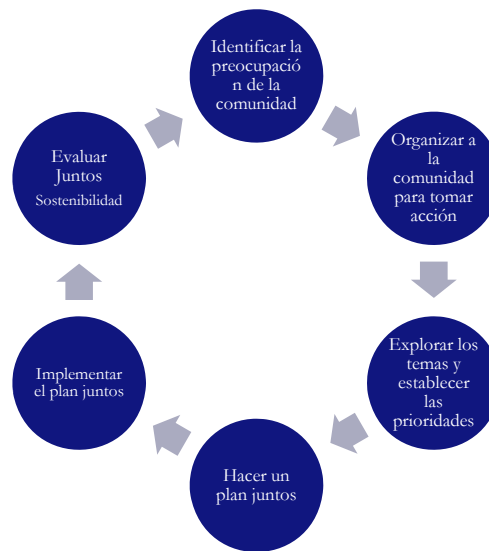 Identificar la
preocupació
n de la
comunidad
Organizar a
la
comunidad
para tomar
acción
Explorar los
temas y
establecer
las
prioridades
Hacer un
plan juntos
Implementar
el plan juntos
Evaluar
Juntos
Sostenibilidad